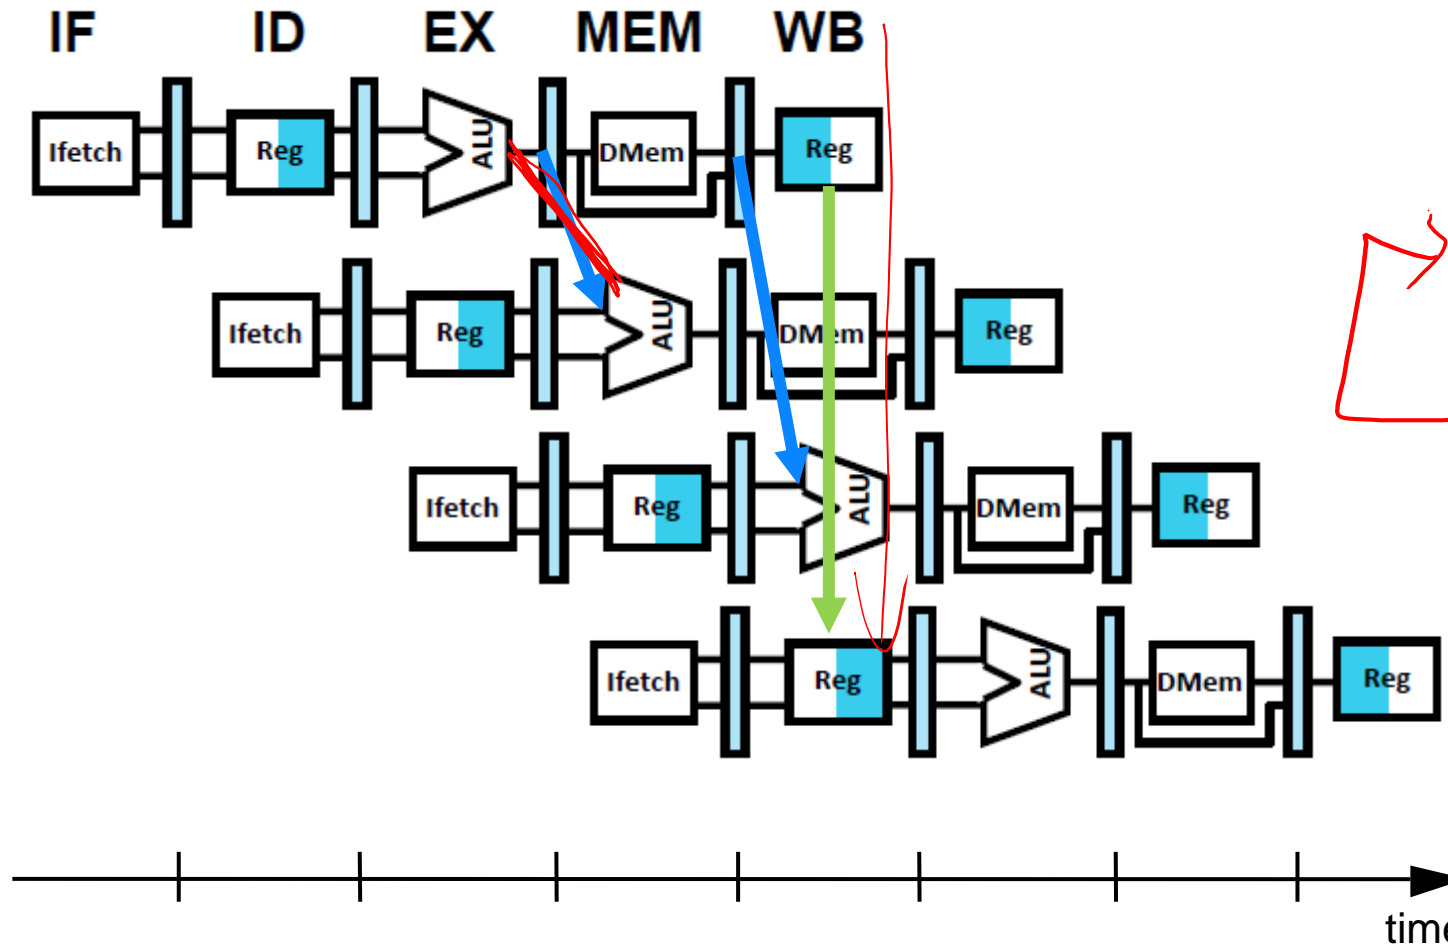 IF ID EX MEM WB
Ifetch Reg ALU DMem Reg
Ifetch Reg ALU DMem Reg
Ifetch Reg ALU DMem Reg
Ifetch Reg ALU DMem Reg
time